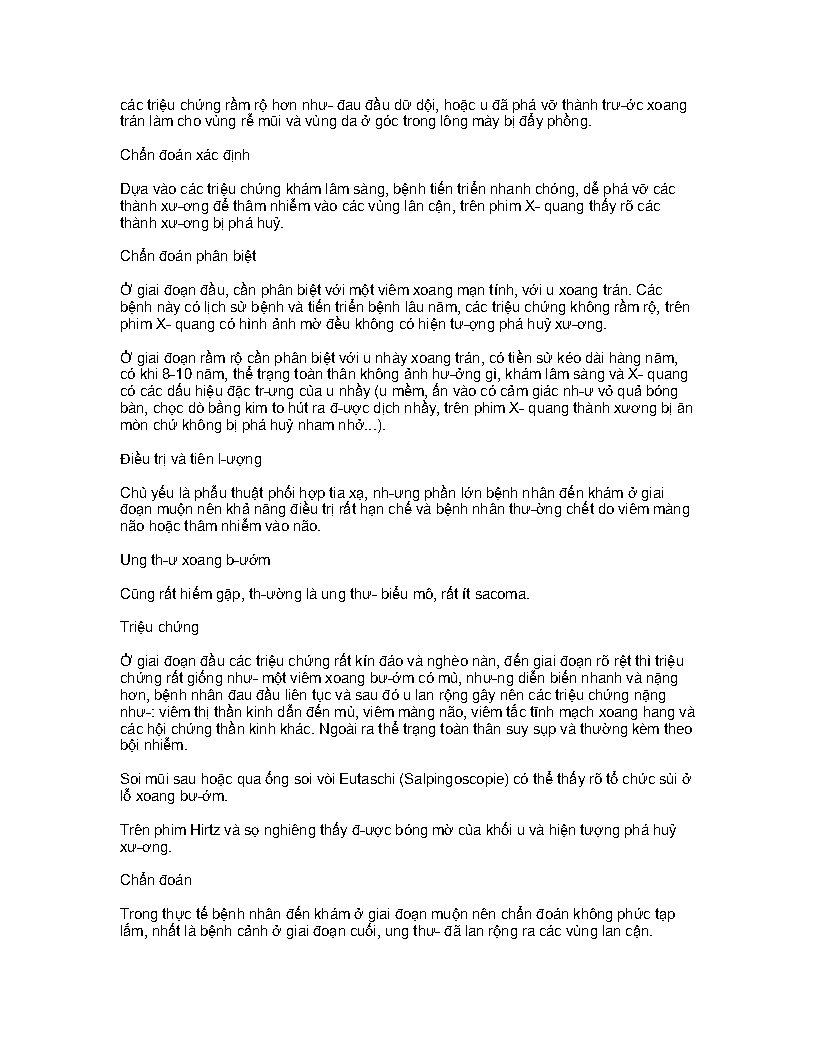 các triệu chứng rầm rộ hơn như- đau đầu dữ dội, hoặc u đã phá vỡ thành trư-ớc xoang
trán làm cho vùng rễ mũi và vùng da ở góc trong lông mày bị đẩy phồng.
Chẩn đoán xác định
Dựa vào các triệu chứng khám lâm sàng, bệnh tiến triển nhanh chóng, dễ phá vỡ các
thành xư-ơng để thâm nhiễm vào các vùng lân cận, trên phim X- quang thấy rõ các
thành xư-ơng bị phá huỷ.
Chẩn đoán phân biệt
Ở giai đoạn đầu, cần phân biệt với một viêm xoang mạn tính, với u xoang trán. Các
bệnh này có lịch sử bệnh và tiến triển bệnh lâu năm, các triệu chứng không rầm rộ, trên
phim X- quang có hình ảnh mờ đều không có hiện tư-ợng phá huỷ xư-ơng.
Ở giai đoạn rầm rộ cần phân biệt với u nhày xoang trán, có tiền sử kéo dài hàng năm,
có khi 8-10 năm, thể trạng toàn thân không ảnh hư-ởng gì, khám lâm sàng và X- quang
có các dấu hiệu đặc tr-ưng của u nhầy (u mềm, ấn vào có cảm giác nh-ư vỏ quả bóng
bàn, chọc dò bằng kim to hút ra đ-ược dịch nhầy, trên phim X- quang thành xương bị ăn
mòn chứ không bị phá huỷ nham nhở...).
Điều trị và tiên l-ượng
Chủ yếu là phẫu thuật phối hợp tia xạ, nh-ưng phần lớn bệnh nhân đến khám ở giai
đoạn muộn nên khả năng điều trị rất hạn chế và bệnh nhân thư-ờng chết do viêm màng
não hoặc thâm nhiễm vào não.
Ung th-ư xoang b-ướm
Cũng rất hiếm gặp, th-ường là ung thư- biểu mô, rất ít sacoma.
Triệu chứng
Ở giai đoạn đầu các triệu chứng rất kín đáo và nghèo nàn, đến giai đoạn rõ rệt thì triệu
chứng rất giống như- một viêm xoang bư-ớm có mủ, như-ng diễn biến nhanh và nặng
hơn, bệnh nhân đau đầu liên tục và sau đó u lan rộng gây nên các triệu chứng nặng
như-: viêm thị thần kinh dẫn đến mù, viêm màng não, viêm tắc tĩnh mạch xoang hang và
các hội chứng thần kinh khác. Ngoài ra thể trạng toàn thân suy sụp và thường kèm theo
bội nhiễm.
Soi mũi sau hoặc qua ống soi vòi Eutaschi (Salpingoscopie) có thể thấy rõ tổ chức sùi ở
lỗ xoang bư-ớm.
Trên phim Hirtz và sọ nghiêng thấy đ-ược bóng mờ của khối u và hiện tượng phá huỷ
xư-ơng.
Chẩn đoán
Trong thực tế bệnh nhân đến khám ở giai đoạn muộn nên chẩn đoán không phức tạp
lắm, nhất là bệnh cảnh ở giai đoạn cuối, ung thư- đã lan rộng ra các vùng lan cận.